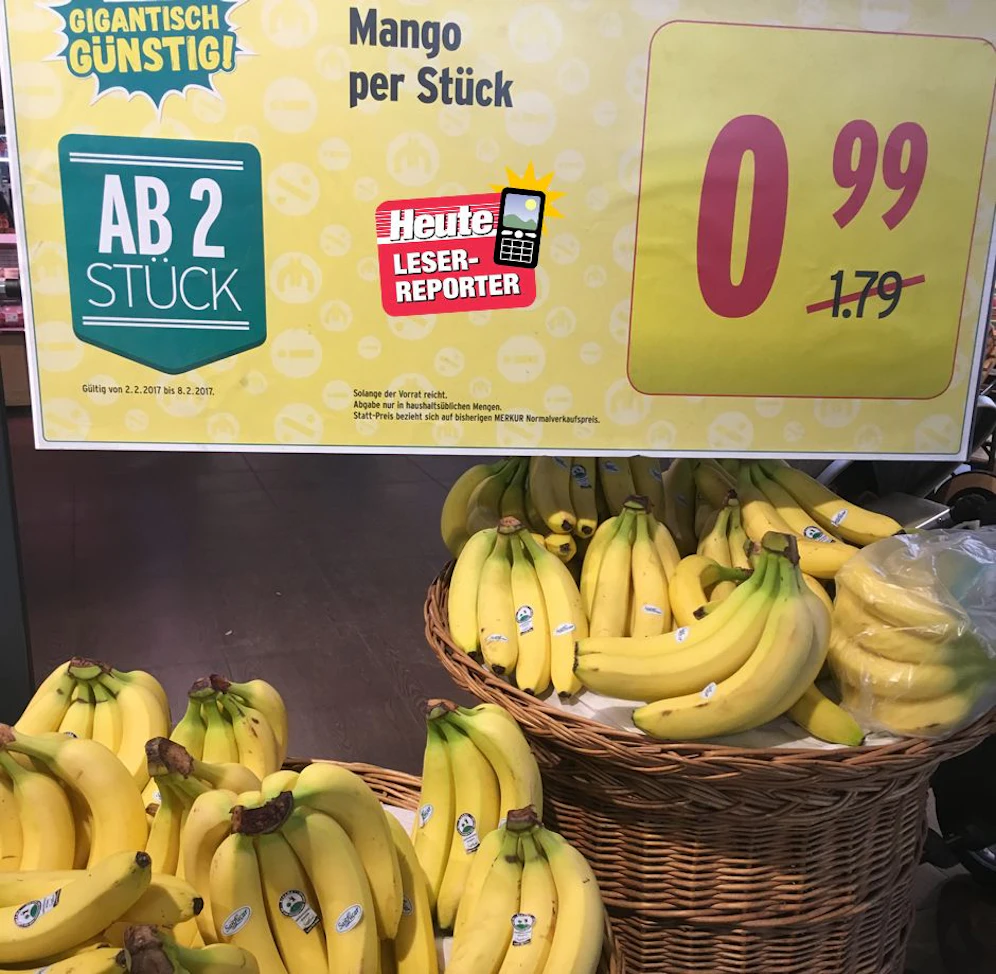 GIGANTISCH
GÜNSTIG!
Mango
per Stück
AB 2
STÜCK
Heute
LESER-
REPORTER
0 99
1.79
Gültig von 2.2.2017 bis 8.2.2017.
Solange der Vorrat reicht.
Abgabe nur in haushaltsüblichen Mengen.
Statt-Preis bezieht sich auf bisherigen MERKUR Normalverkaufspreis.